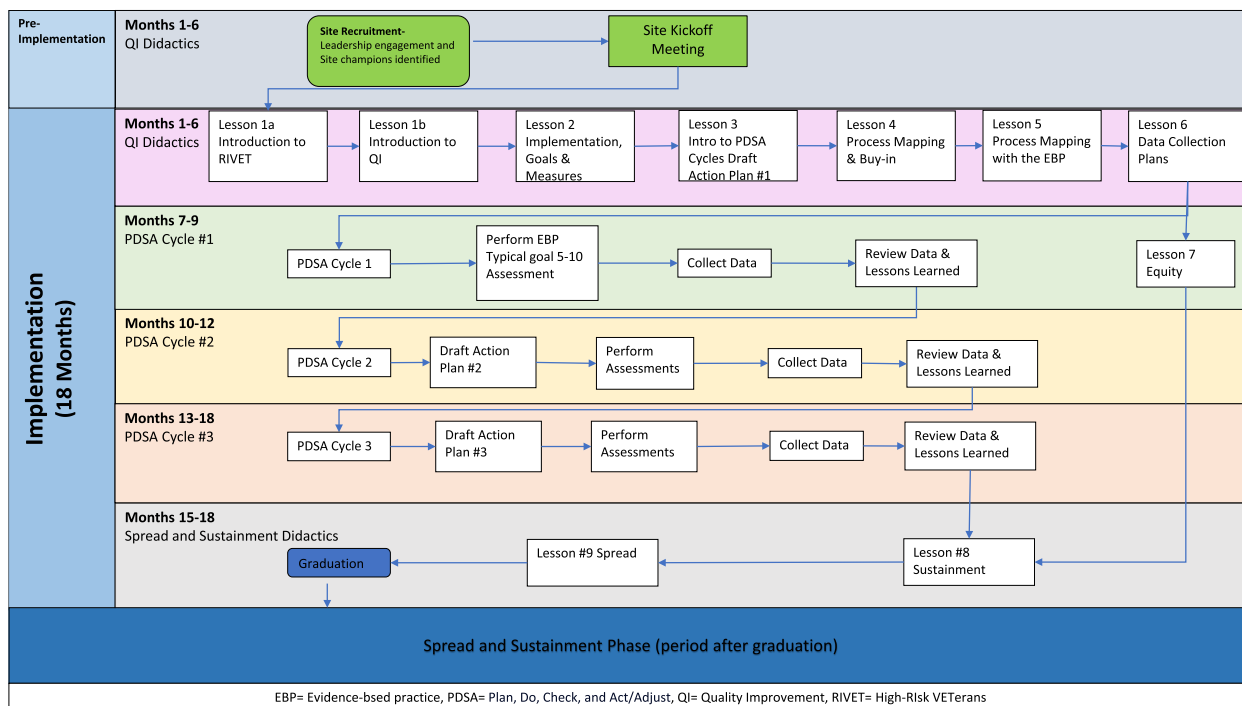 Pre-
Implementation
Months 1-6
QI Didactics
Site Recruitment-
Leadership engagement and
Site champions identified
Site Kickoff
Meeting
Implementation
(18 Months)
Months 1-6
QI Didactics
Lesson 1a
Introduction to
RIVET
Lesson 1b
Introduction to
QI
Lesson 2
Implementation,
Goals &
Measures
Lesson 3
Intro to PDSA
Cycles Draft
Action Plan #1
Lesson 4
Process Mapping
& Buy-in
Lesson 5
Process Mapping
with the EBP
Lesson 6
Data Collection
Plans
Months 7-9
PDSA Cycle #1
PDSA Cycle 1
Perform EBP
Typical goal 5-10
Assessment
Collect Data
Review Data &
Lessons Learned
Lesson 7
Equity
Months 10-12
PDSA Cycle #2
PDSA Cycle 2
Draft Action
Plan #2
Perform
Assessments
Collect Data
Review Data &
Lessons Learned
Months 13-18
PDSA Cycle #3
PDSA Cycle 3
Draft Action
Plan #3
Perform
Assessments
Collect Data
Review Data &
Lessons Learned
Months 15-18
Spread and Sustainment Didactics
Graduation
Lesson #9 Spread
Lesson #8
Sustainment
Spread and Sustainment Phase (period after graduation)
EBP= Evidence-bsed practice, PDSA= Plan, Do, Check, and Act/Adjust, QI= Quality Improvement, RIVET= High-RIsk VETerans